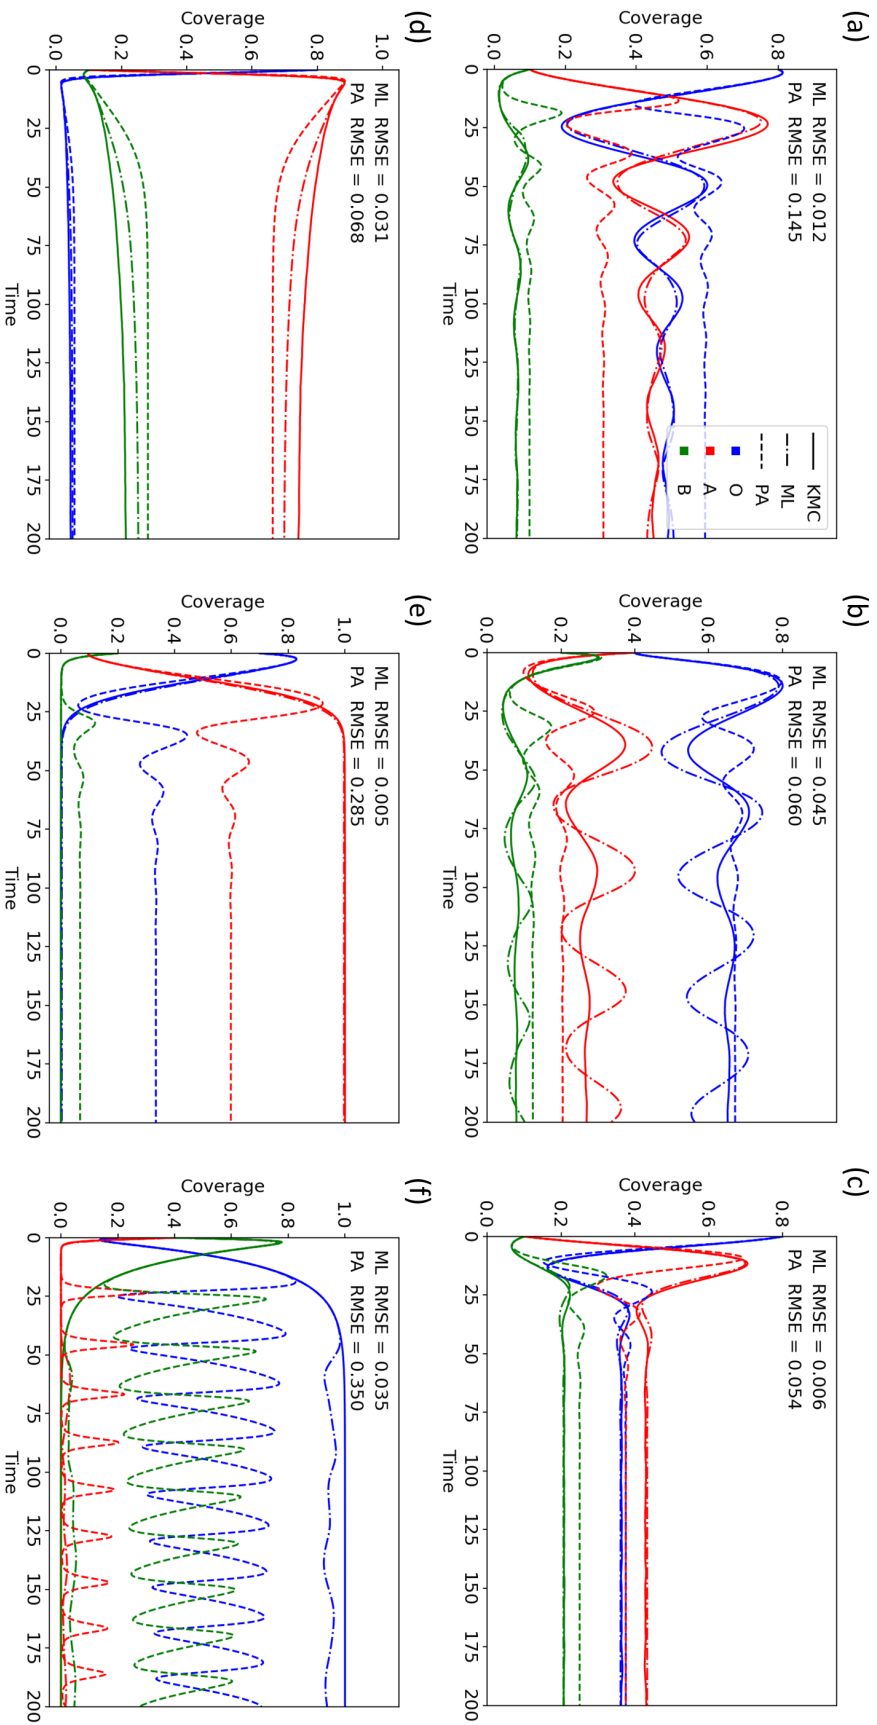 (a)
ML RMSE = 0.012
PA RMSE = 0.145
KMC
ML
PA
O
A
B
Coverage
0.0
0.2
0.4
0.6
0.8
0 25 50 75 100 125 150 175 200
Time
(b)
ML RMSE = 0.045
PA RMSE = 0.060
Coverage
0.0
0.2
0.4
0.6
0.8
0 25 50 75 100 125 150 175 200
Time
(c)
ML RMSE = 0.006
PA RMSE = 0.054
Coverage
0.0
0.2
0.4
0.6
0.8
0 25 50 75 100 125 150 175 200
Time
(d)
ML RMSE = 0.031
PA RMSE = 0.068
Coverage
0.0
0.2
0.4
0.6
0.8
1.0
0 25 50 75 100 125 150 175 200
Time
(e)
ML RMSE = 0.005
PA RMSE = 0.285
Coverage
0.0
0.2
0.4
0.6
0.8
1.0
0 25 50 75 100 125 150 175 200
Time
(f)
ML RMSE = 0.035
PA RMSE = 0.350
Coverage
0.0
0.2
0.4
0.6
0.8
1.0
0 25 50 75 100 125 150 175 200
Time